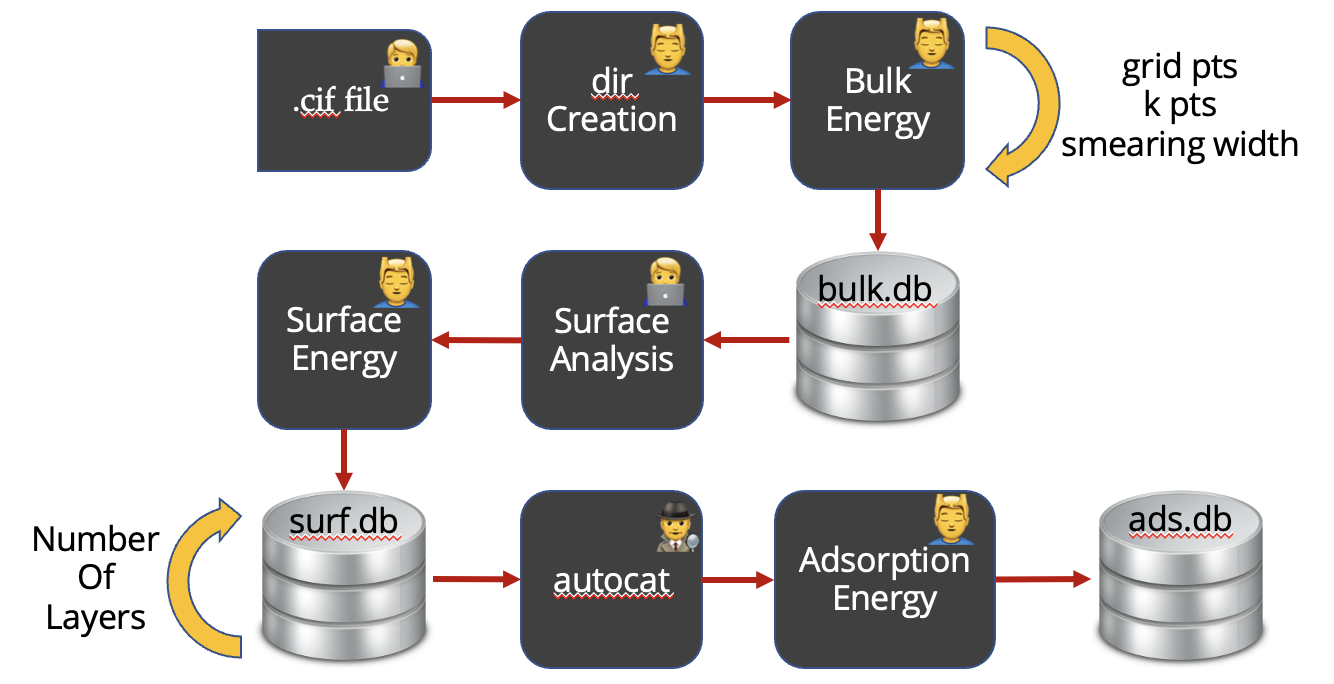 .cif file
dir
Creation
Bulk
Energy
grid pts
k pts
smearing width
Surface
Energy
Surface
Analysis
bulk.db
Number
Of
Layers
surf.db
autocat
Adsorption
Energy
ads.db